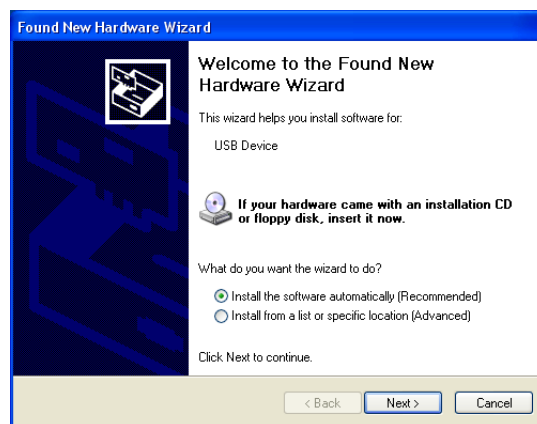 Found New Hardware Wizard
Welcome to the Found New
Hardware Wizard
This wizard helps you install software for:
USB Device
If your hardware came with an installation CD
or floppy disk, insert it now.
What do you want the wizard to do?
Install the software automatically (Recommended)
Install from a list or specific location (Advanced)
Click Next to continue.
< Back Next > Cancel